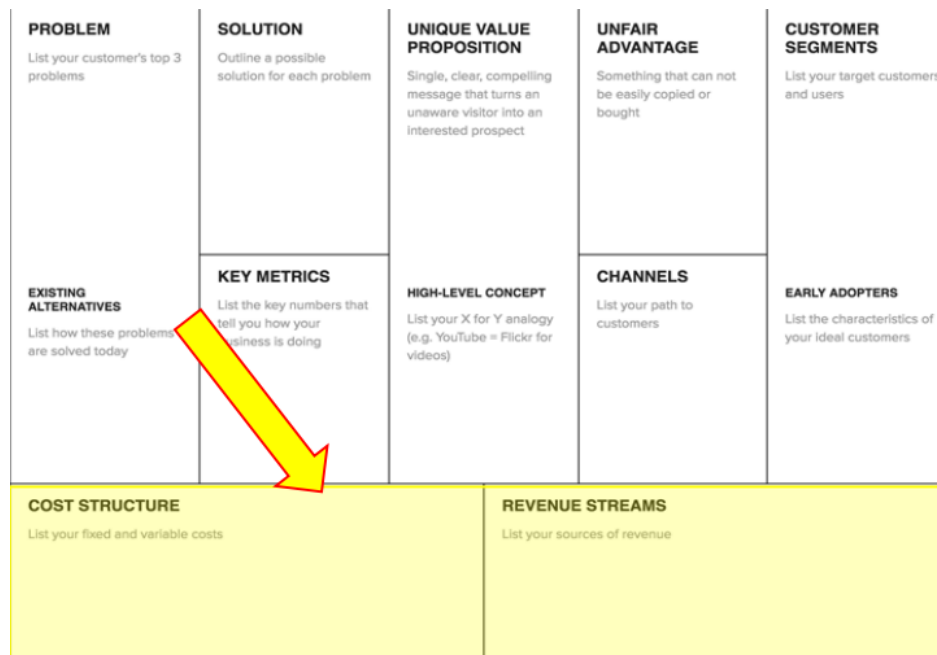 PROBLEM
List your customer's top 3
problems
SOLUTION
Outline a possible
solution for each problem
UNIQUE VALUE
PROPOSITION
Single, clear, compelling
message that turns an
unaware visitor into an
interested prospect
UNFAIR
ADVANTAGE
Something that can not
be easily copied or
bought
CUSTOMER
SEGMENTS
List your target customers
and users
EXISTING
ALTERNATIVES
List how these problems
are solved today
KEY METRICS
List the key numbers that
tell you how your
business is doing
HIGH-LEVEL CONCEPT
List your X for Y analogy
(e.g. YouTube = Flickr for
videos)
CHANNELS
List your path to
customers
EARLY ADOPTERS
List the characteristics of
your ideal customers
COST STRUCTURE
List your fixed and variable costs
REVENUE STREAMS
List your sources of revenue